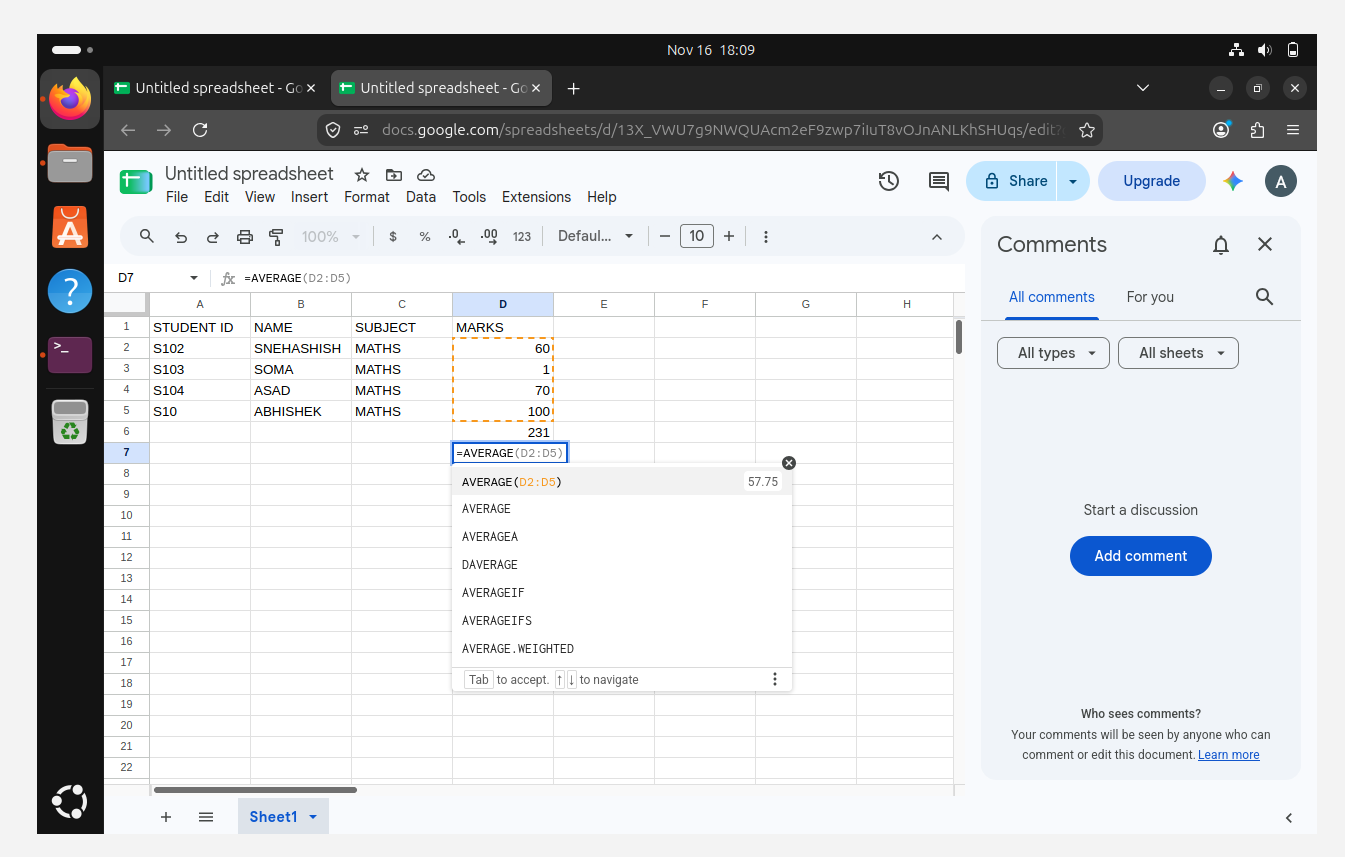 Nov 16 18:09
Untitled spreadsheet - Go
Untitled spreadsheet - Go
docs.google.com/spreadsheets/d/13X_VWU7g9NWQUAcm2eF9zwp7iIuT8vOJnANLKhSHUqs/edit?
Untitled spreadsheet
File Edit View Insert Format Data Tools Extensions Help
Share
Upgrade
A
100% $ % .0 .00 123 Defaul... 10
D7
fx =AVERAGE(D2:D5)
A B C D E F G H
1 STUDENT ID NAME SUBJECT MARKS
2 S102 SNEHASHISH MATHS 60
3 S103 SOMA MATHS 1
4 S104 ASAD MATHS 70
5 S10 ABHISHEK MATHS 100
6 231
7 =AVERAGE(D2:D5)
8
9
10
11
12
13
14
15
16
17
18
19
20
21
22
AVERAGE(D2:D5) 57.75
AVERAGE
AVERAGEA
DAVERAGE
AVERAGEIF
AVERAGEIFS
AVERAGE.WEIGHTED
Tab to accept. ↑ ↓ to navigate
Sheet1
Comments
All comments For you
All types All sheets
Start a discussion
Add comment
Who sees comments?
Your comments will be seen by anyone who can
comment or edit this document. Learn more